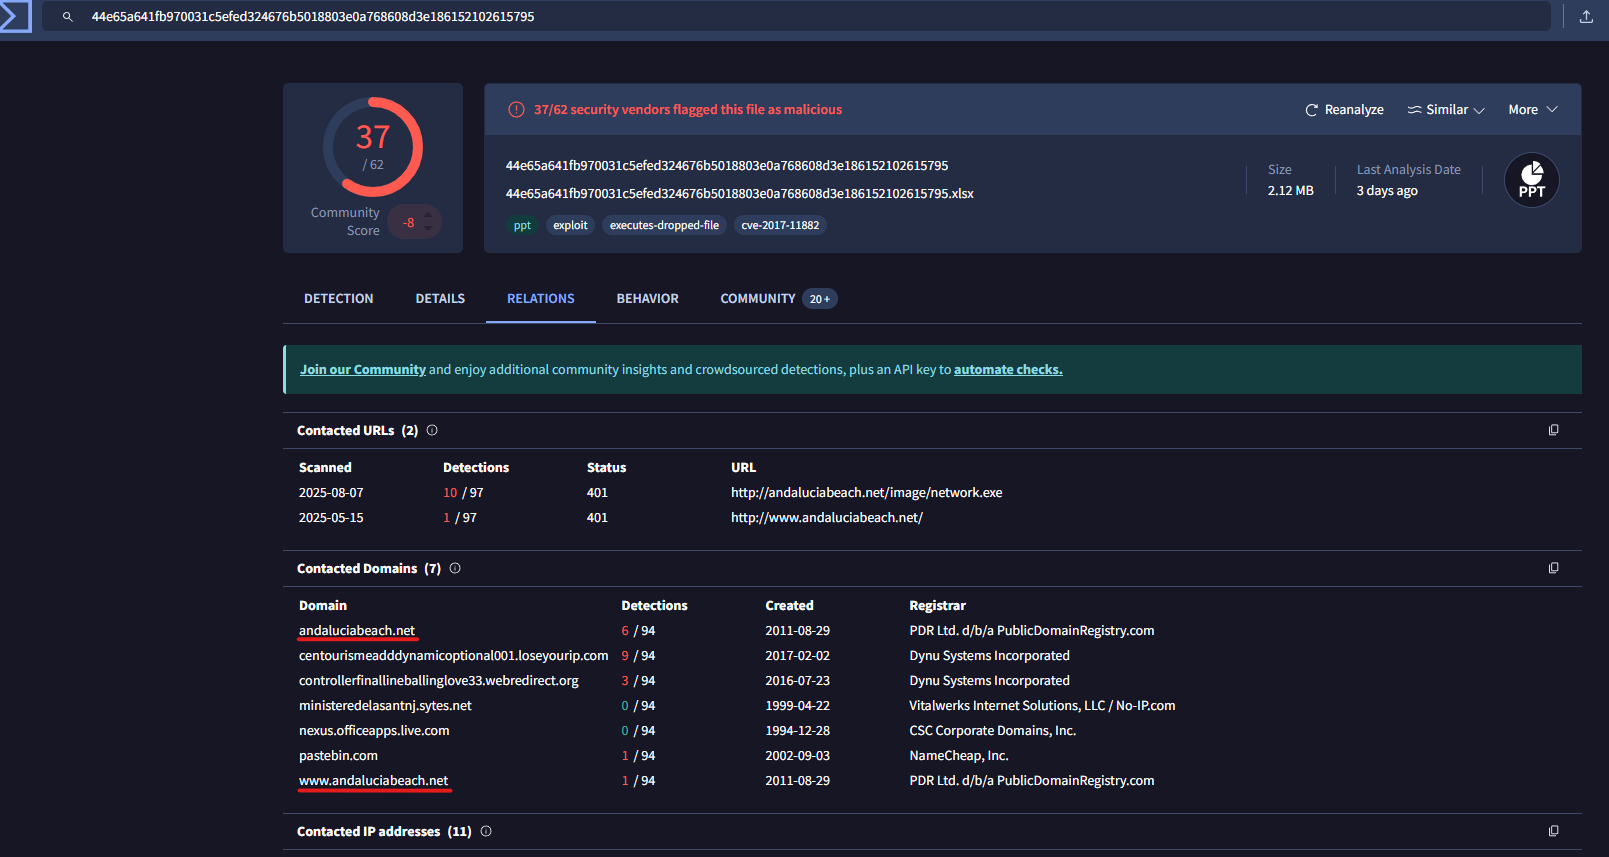 44e65a641fb970031c5efed324676b5018803e0a768608d3e186152102615795
37
/ 62
Community
Score
-8
37/62 security vendors flagged this file as malicious
Reanalyze
Similar
More
44e65a641fb970031c5efed324676b5018803e0a768608d3e186152102615795
44e65a641fb970031c5efed324676b5018803e0a768608d3e186152102615795.xlsx
ppt exploit executes-dropped-file cve-2017-11882
Size
2.12 MB
Last Analysis Date
3 days ago
PPT
DETECTION DETAILS RELATIONS BEHAVIOR COMMUNITY 20+
Join our Community and enjoy additional community insights and crowdsourced detections, plus an API key to automate checks.
Contacted URLs (2)
Scanned Detections Status URL
2025-08-07 10 / 97 401 http://andaluciabeach.net/image/network.exe
2025-05-15 1 / 97 401 http://www.andaluciabeach.net/
Contacted Domains (7)
Domain Detections Created Registrar
andaluciabeach.net 6 / 94 2011-08-29 PDR Ltd. d/b/a PublicDomainRegistry.com
centourismeadddynamicoptional001.loseyourip.com 9 / 94 2017-02-02 Dynu Systems Incorporated
controllerfinallineballinglove33.webredirect.org 3 / 94 2016-07-23 Dynu Systems Incorporated
ministeredelasantnj.sytes.net 0 / 94 1999-04-22 Vitalwerks Internet Solutions, LLC / No-IP.com
nexus.officeapps.live.com 0 / 94 1994-12-28 CSC Corporate Domains, Inc.
pastebin.com 1 / 94 2002-09-03 NameCheap, Inc.
www.andaluciabeach.net 1 / 94 2011-08-29 PDR Ltd. d/b/a PublicDomainRegistry.com
Contacted IP addresses (11)